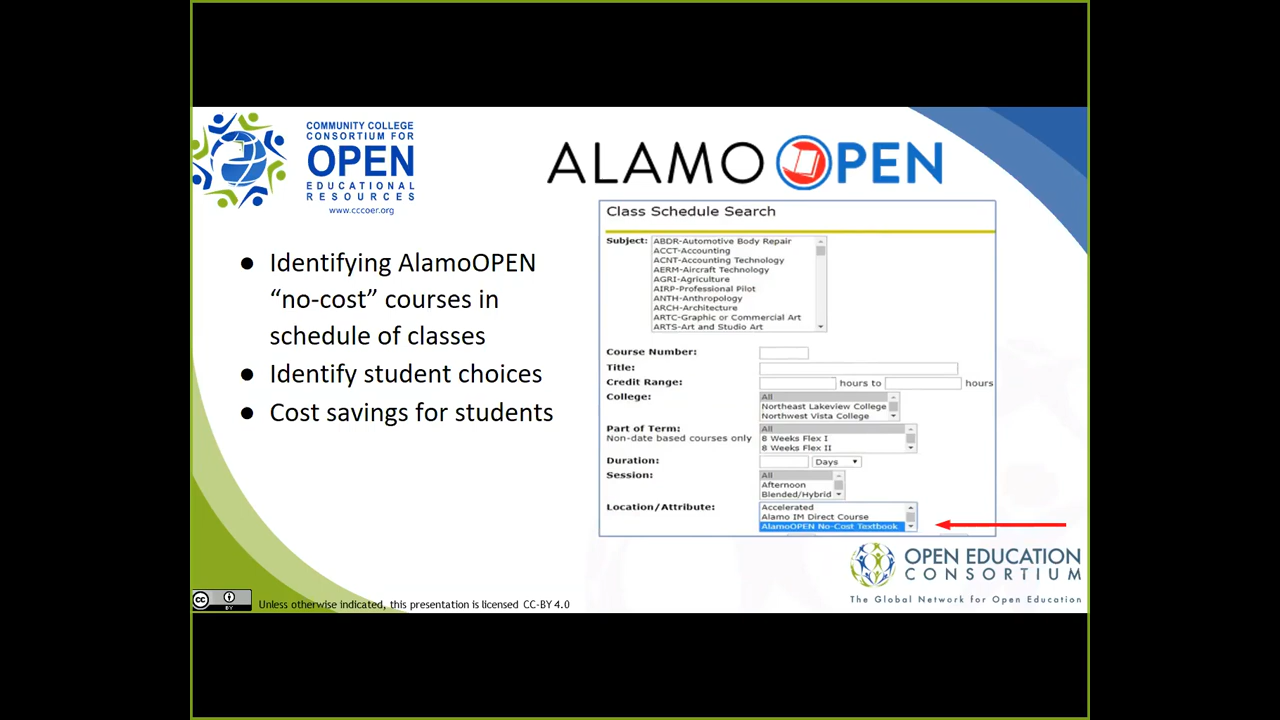 COMMUNITY COLLEGE
CONSORTIUM FOR
OPEN
EDUCATIONAL
RESOURCES
www.cccoer.org
ALAMO OPEN
● Identifying AlamoOPEN
“no-cost” courses in
schedule of classes
● Identify student choices
● Cost savings for students
Class Schedule Search
Subject:
ABDR-Automotive Body Repair
ACCT-Accounting
ACNT-Accounting Technology
AERM-Aircraft Technology
AGRI-Agriculture
AIRP-Professional Pilot
ANTH-Anthropology
ARCH-Architecture
ARTC-Graphic or Commercial Art
ARTS-Art and Studio Art
Course Number:
Title:
Credit Range: hours to hours
College: All
Northeast Lakeview College
Northwest Vista College
Part of Term: All
Non-date based courses only 8 Weeks Flex I
8 Weeks Flex II
Duration: Days
Session: All
Afternoon
Blended/Hybrid
Location/Attribute: Accelerated
Alamo IM Direct Course
AlamoOPEN No-Cost Textbook
OPEN EDUCATION
CONSORTIUM
The Global Network for Open Education
cc BY Unless otherwise indicated, this presentation is licensed CC-BY 4.0